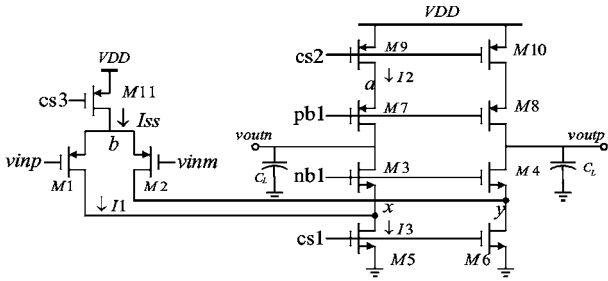 VDD
cs2
M9
M10
↓I2
a
VDD
cs3
M11
↓Iss
pb1
M7
M8
b
voutn
voutp
vinp
vinm
M1
M2
CL
nb1
M3
M4
CL
↓I1
x
y
cs1
↓I3
M5
M6